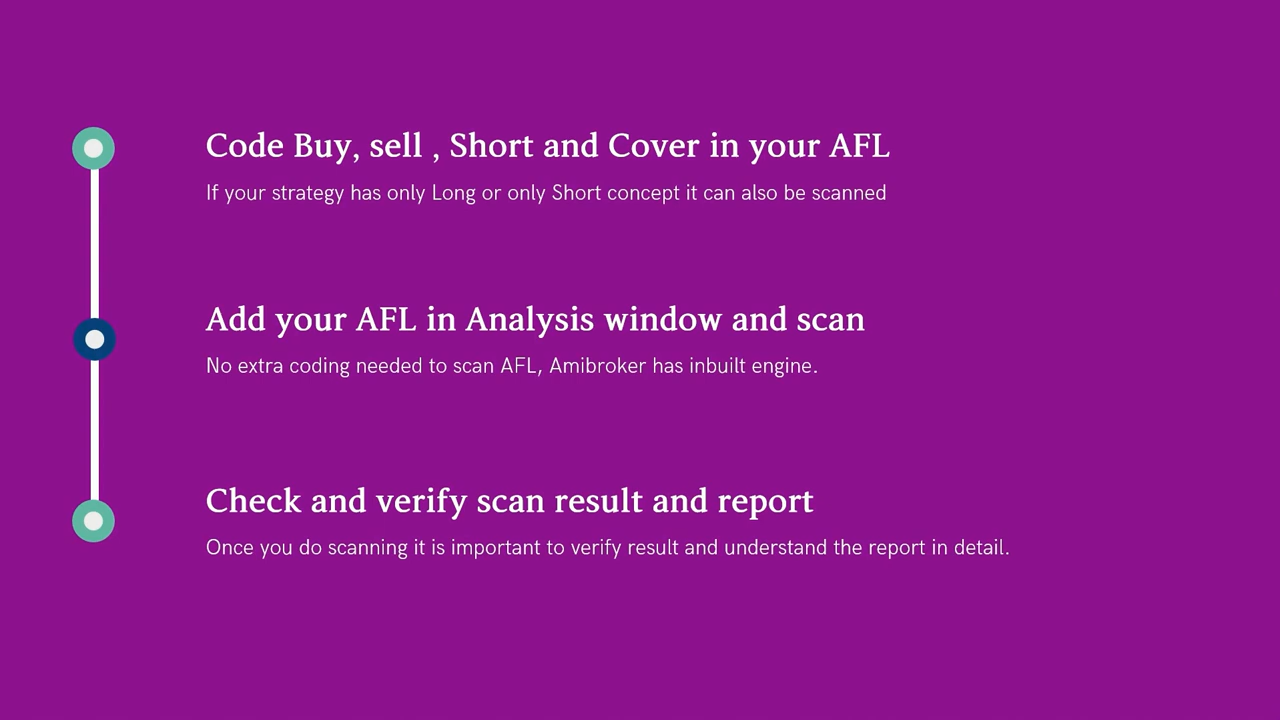 Code Buy, sell , Short and Cover in your AFL
If your strategy has only Long or only Short concept it can also be scanned
Add your AFL in Analysis window and scan
No extra coding needed to scan AFL, Amibroker has inbuilt engine.
Check and verify scan result and report
Once you do scanning it is important to verify result and understand the report in detail.